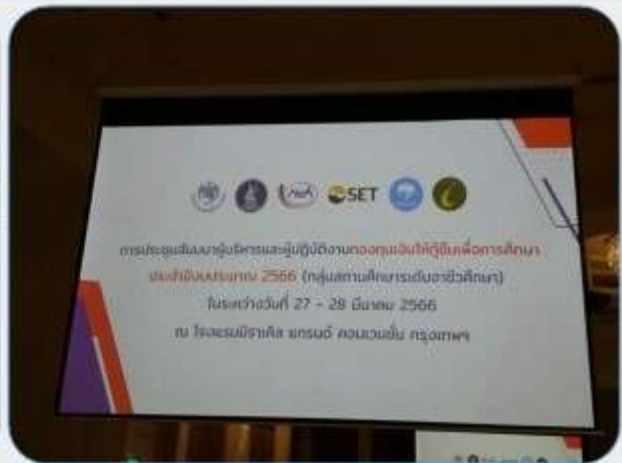 SET
การประชุมสัมมนาผู้บริหารและผู้ปฏิบัติงานกองทุนเงินให้กู้ยืมเพื่อการศึกษา
ประจำปีงบประมาณ 2566 (กลุ่มสถานศึกษาระดับอาชีวศึกษา)
ในระหว่างวันที่ 27 - 28 มีนาคม 2566
ณ โรงแรมมิราเคิล แกรนด์ คอนเวนชั่น กรุงเทพฯ